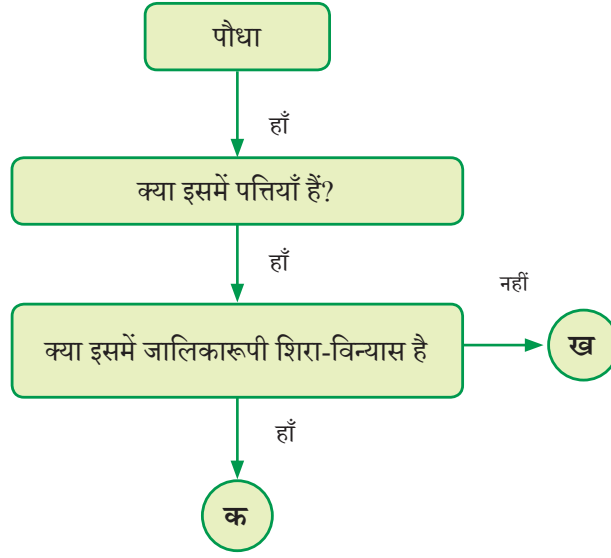 पौधा
हाँ
क्या इसमें पत्तियाँ हैं?
हाँ
क्या इसमें जालिकारूपी शिरा-विन्यास है
नहीं
ख
हाँ
क